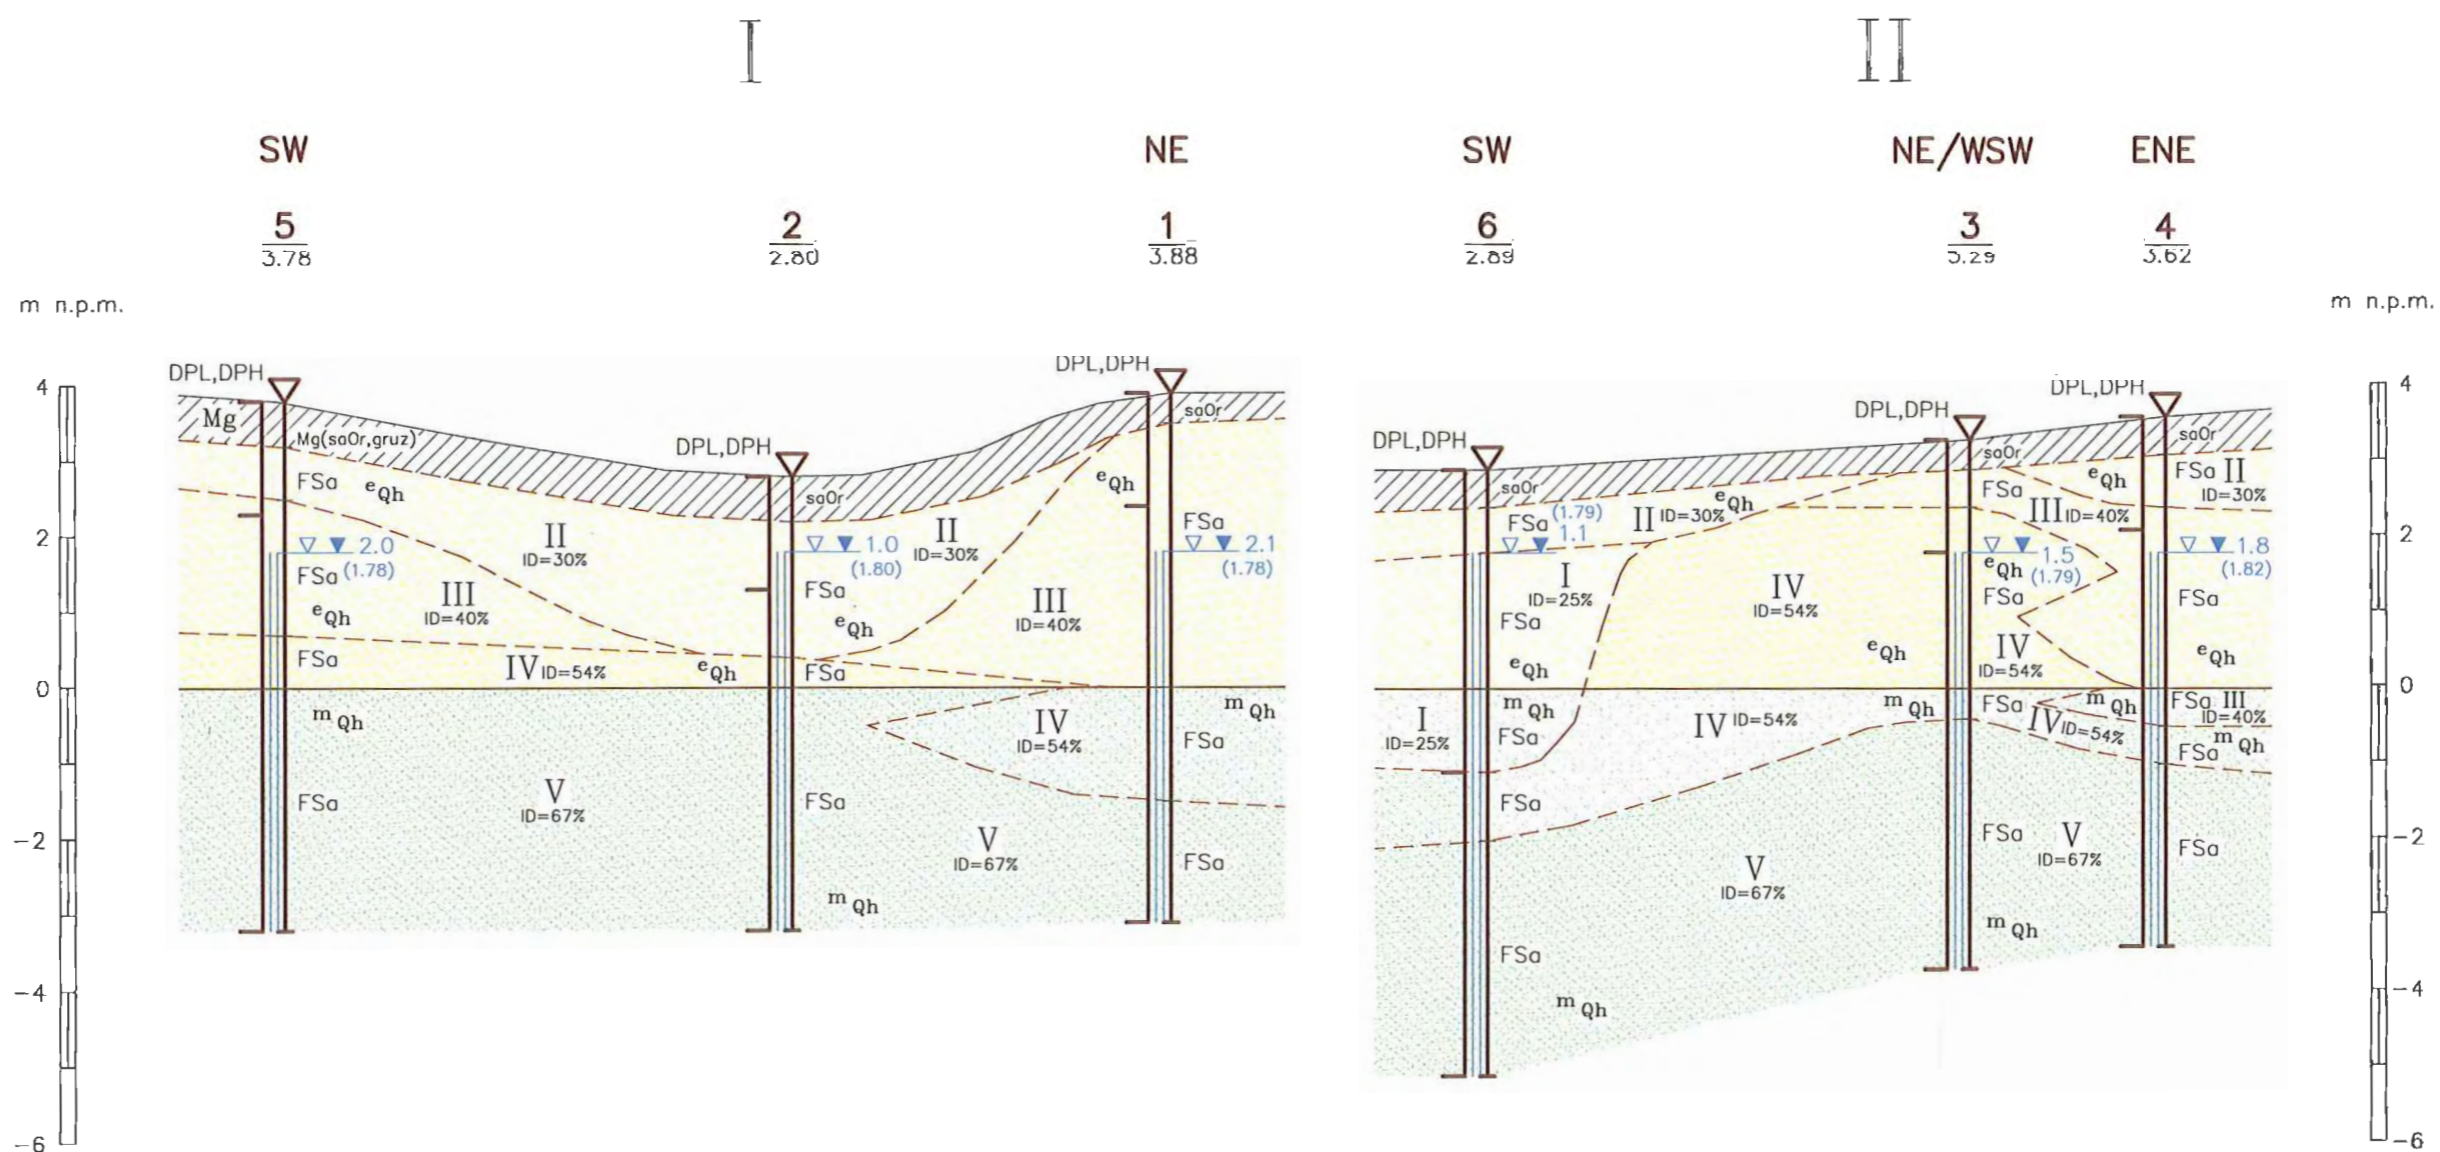 I II
SW NE SW NE/WSW ENE
5 2 1 6 3 4
3.78 2.80 3.88 2.89 3.29 3.62
m n.p.m. m n.p.m.
DPL,DPH DPL,DPH DPL,DPH
DPL,DPH DPL,DPH DPL,DPH
4
2
0
-2
-4
-6
Mg
Mg(saOr,gruz)
FSa eQh
2.0
(1.78)
FSa
eQh
FSa
mQh
FSa
II
ID=30%
III
ID=40%
IV ID=54%
eQh
V
ID=67%
saOr
1.0
(1.80)
FSa
eQh
FSa
FSa
mQh
II
ID=30%
III
ID=40%
IV
ID=54%
V
ID=67%
saOr
eQh
FSa
2.1
(1.78)
mQh
FSa
FSa
saOr
FSa (1.79)
1.1
II ID=30%
eQh
I
ID=25%
FSa
eQh
mQh
I
ID=25%
FSa
FSa
FSa
mQh
IV
ID=54%
eQh
IV ID=54%
mQh
V
ID=67%
saOr
FSa
1.5
eQh (1.79)
FSa
IV
ID=54%
FSa
mQh
IV ID=54%
FSa
V
ID=67%
mQh
saOr
eQh
FSa II
ID=30%
III ID=40%
1.8
(1.82)
FSa
eQh
FSa III
ID=40%
FSa mQh
FSa
4
2
0
-2
-4
-6